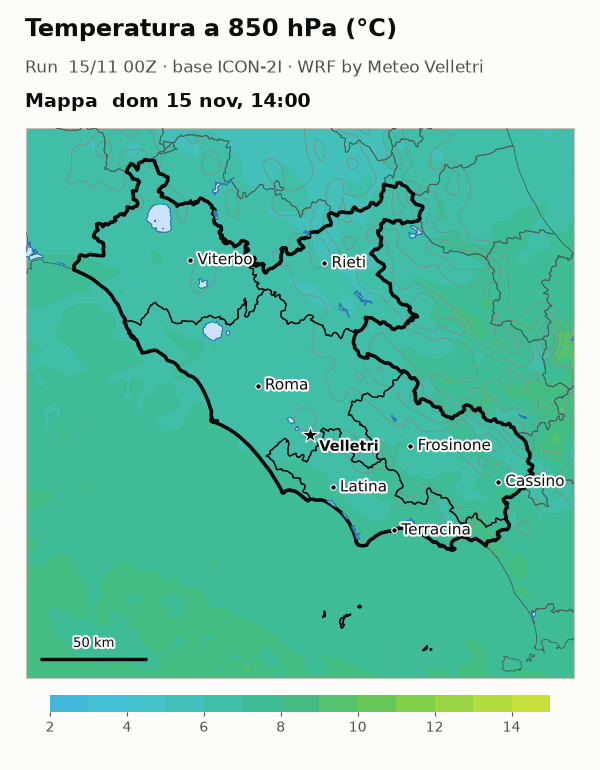 Temperatura a 850 hPa (°C)
Run  15/11 00Z · base ICON-2I · WRF by Meteo Velletri
Mappa  dom 15 nov, 14:00
Viterbo
Rieti
Roma
Velletri
Frosinone
Cassino
Latina
Terracina
50 km
2 4 6 8 10 12 14